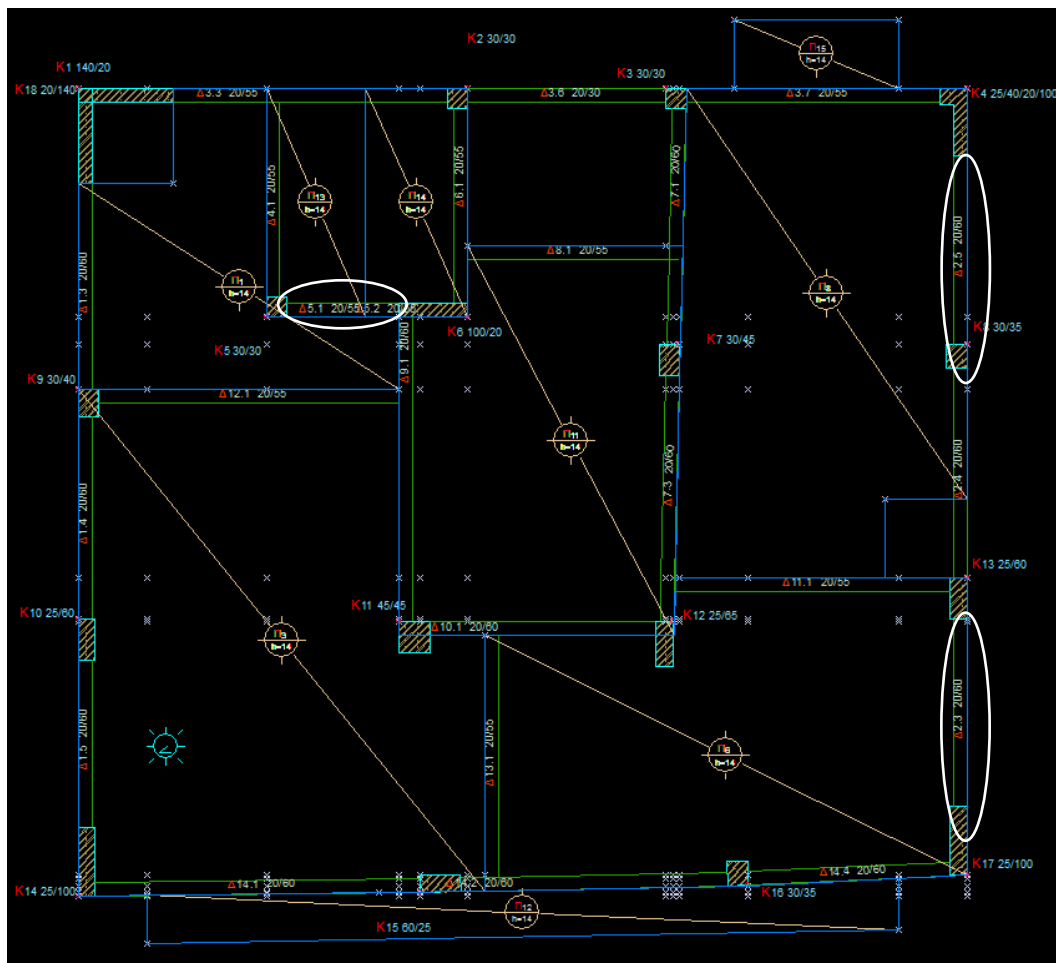 K2 30/30
Π15
h=14
K1 140/20
K3 30/30
K18 20/140
Δ3.3 20/55
Δ3.6 20/30
Δ3.7 20/55
K4 25/40/20/100
Δ7.1 20/60
Δ4.1 20/55
Δ6.1 20/55
Π13
h=14
Π14
h=14
Δ2.5 20/60
Δ8.1 20/55
Δ1.3 20/60
Π1
h=14
Π8
h=14
Δ5.1 20/55
5.2
K6 100/20
K7 30/45
K8 30/35
K5 30/30
Δ9.1 20/60
K9 30/40
Δ12.1 20/55
Π11
h=14
Δ7.3 20/60
Δ2.4 20/60
Δ1.4 20/60
K13 25/60
Δ11.1 20/55
K10 25/60
K11 45/45
K12 25/65
Δ10.1 20/60
Π3
h=14
Δ2.3 20/60
Δ1.5 20/60
Δ13.1 20/55
Π6
h=14
K17 25/100
Δ14.4 20/60
Δ14.1 20/60
20/60
K14 25/100
K16 30/35
Π12
h=14
K15 60/25